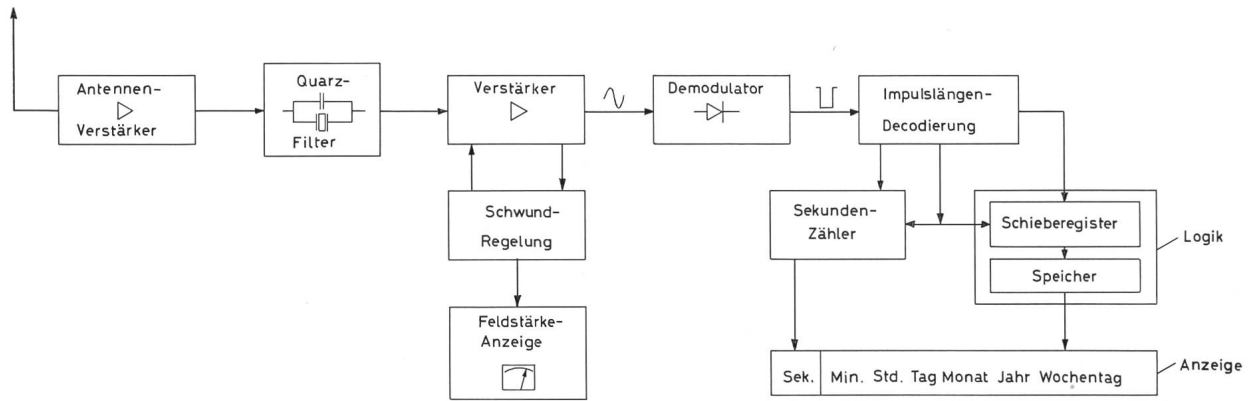 Antennen-
Verstärker
Quarz-
Filter
Verstärker
Demodulator
Impulslängen-
Decodierung
Schwund-
Regelung
Sekunden-
Zähler
Schieberegister
Speicher
Logik
Feldstärke-
Anzeige
Sek. Min. Std. Tag Monat Jahr Wochentag
Anzeige